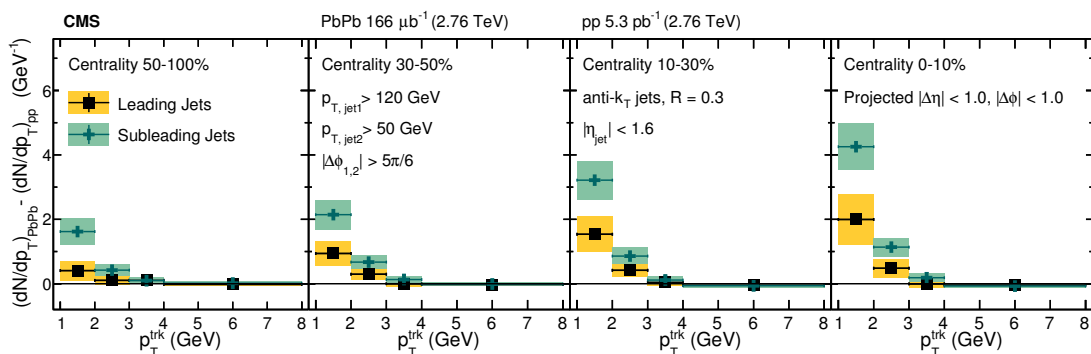 CMS
PbPb 166 μb⁻¹ (2.76 TeV)
pp 5.3 pb⁻¹ (2.76 TeV)
(dN/dp_T)_PbPb - (dN/dp_T)_pp (GeV⁻¹)
6
4
2
0
Centrality 50-100%
Leading Jets
Subleading Jets
Centrality 30-50%
p_T, jet1 > 120 GeV
p_T, jet2 > 50 GeV
|Δϕ_1,2| > 5π/6
Centrality 10-30%
anti-k_T jets, R = 0.3
|η_jet| < 1.6
Centrality 0-10%
Projected |Δη| < 1.0, |Δϕ| < 1.0
1 2 3 4 5 6 7 8
1 2 3 4 5 6 7 8
1 2 3 4 5 6 7 8
1 2 3 4 5 6 7 8
p_T^trk (GeV)
p_T^trk (GeV)
p_T^trk (GeV)
p_T^trk (GeV)